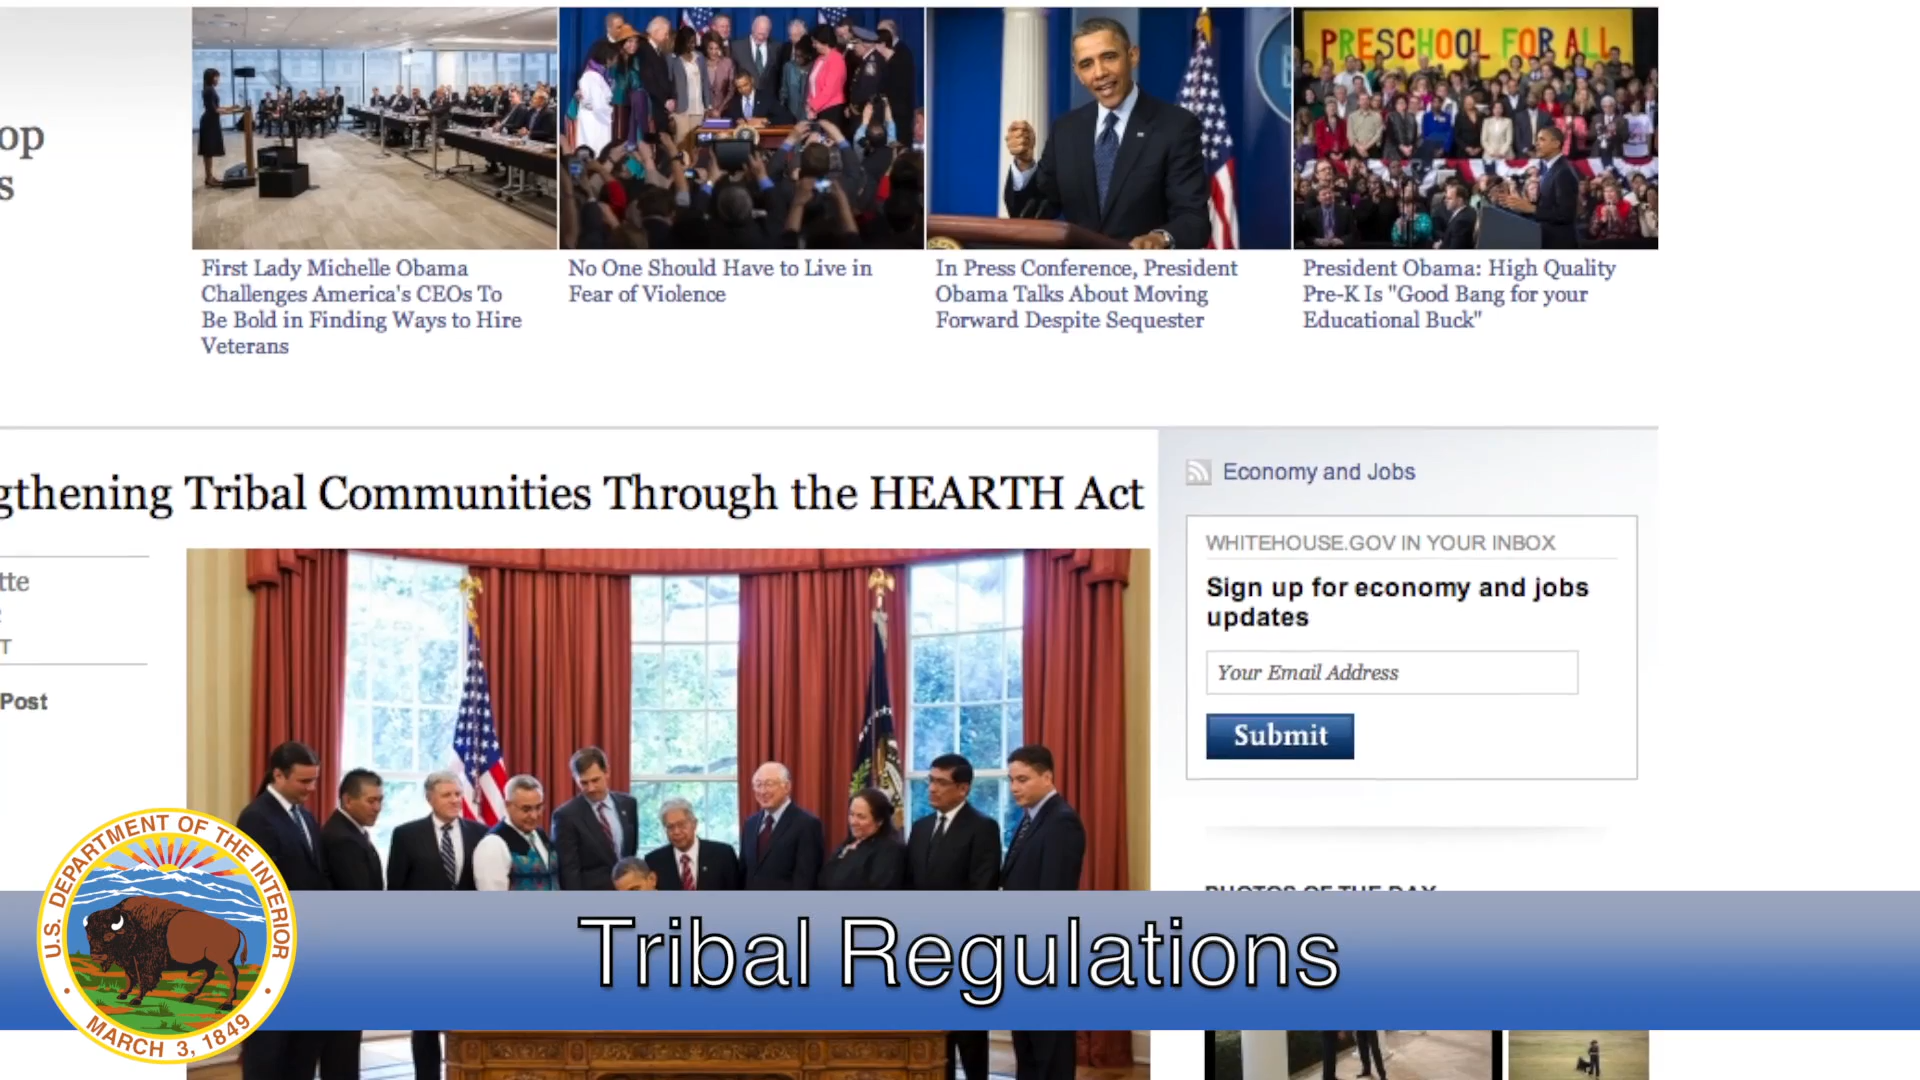 op
s
PRESCHOOL FOR ALL
First Lady Michelle Obama
Challenges America's CEOs To
Be Bold in Finding Ways to Hire
Veterans
No One Should Have to Live in
Fear of Violence
In Press Conference, President
Obama Talks About Moving
Forward Despite Sequester
President Obama: High Quality
Pre-K Is "Good Bang for your
Educational Buck"
gthening Tribal Communities Through the HEARTH Act
tte
T
Post
Economy and Jobs
WHITEHOUSE.GOV IN YOUR INBOX
Sign up for economy and jobs
updates
Your Email Address
Submit
PHOTOS OF THE DAY
U.S. DEPARTMENT OF THE INTERIOR
MARCH 3, 1849
Tribal Regulations